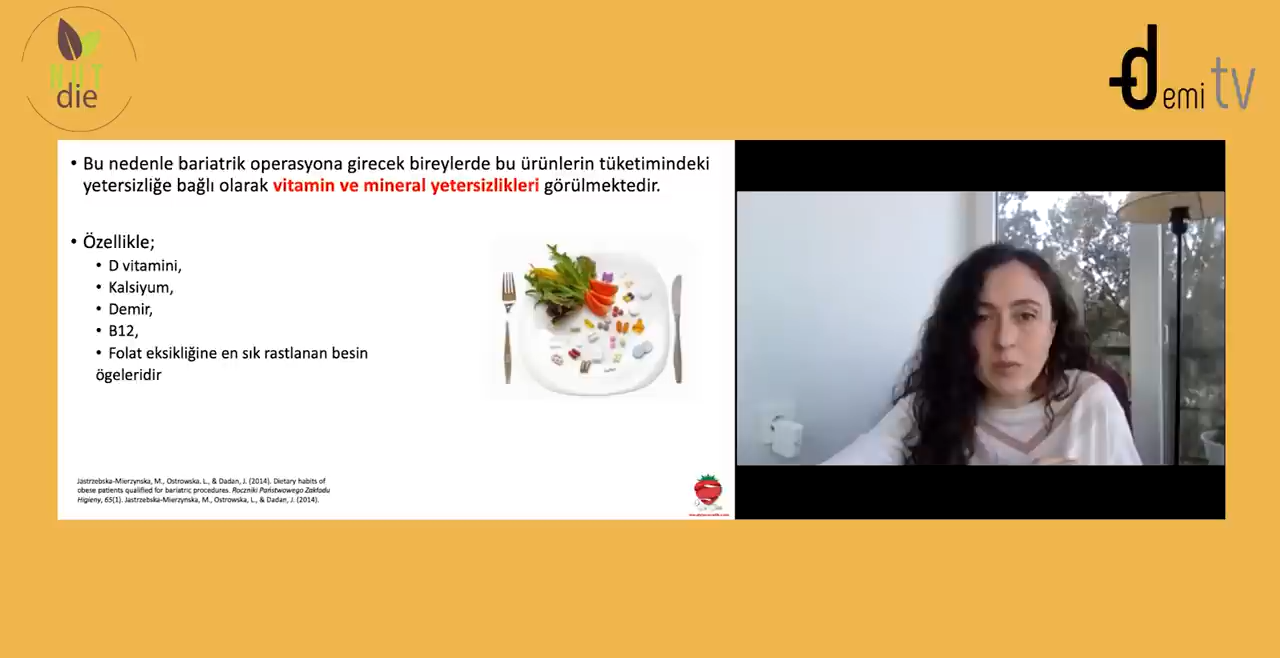 NUT
die
demi tv
• Bu nedenle bariatrik operasyona girecek bireylerde bu ürünlerin tüketimindeki
yetersizliğe bağlı olarak vitamin ve mineral yetersizlikleri görülmektedir.
• Özellikle;
• D vitamini,
• Kalsiyum,
• Demir,
• B12,
• Folat eksikliğine en sık rastlanan besin
ögeleridir
Jastrzebska-Mierzynska, M., Ostrowska, L., & Dadan, J. (2014). Dietary habits of
obese patients qualified for bariatric procedures. Roczniki Państwowego Zakładu
Higieny, 65(1). Jastrzebska-Mierzynska, M., Ostrowska, L., & Dadan, J. (2014).